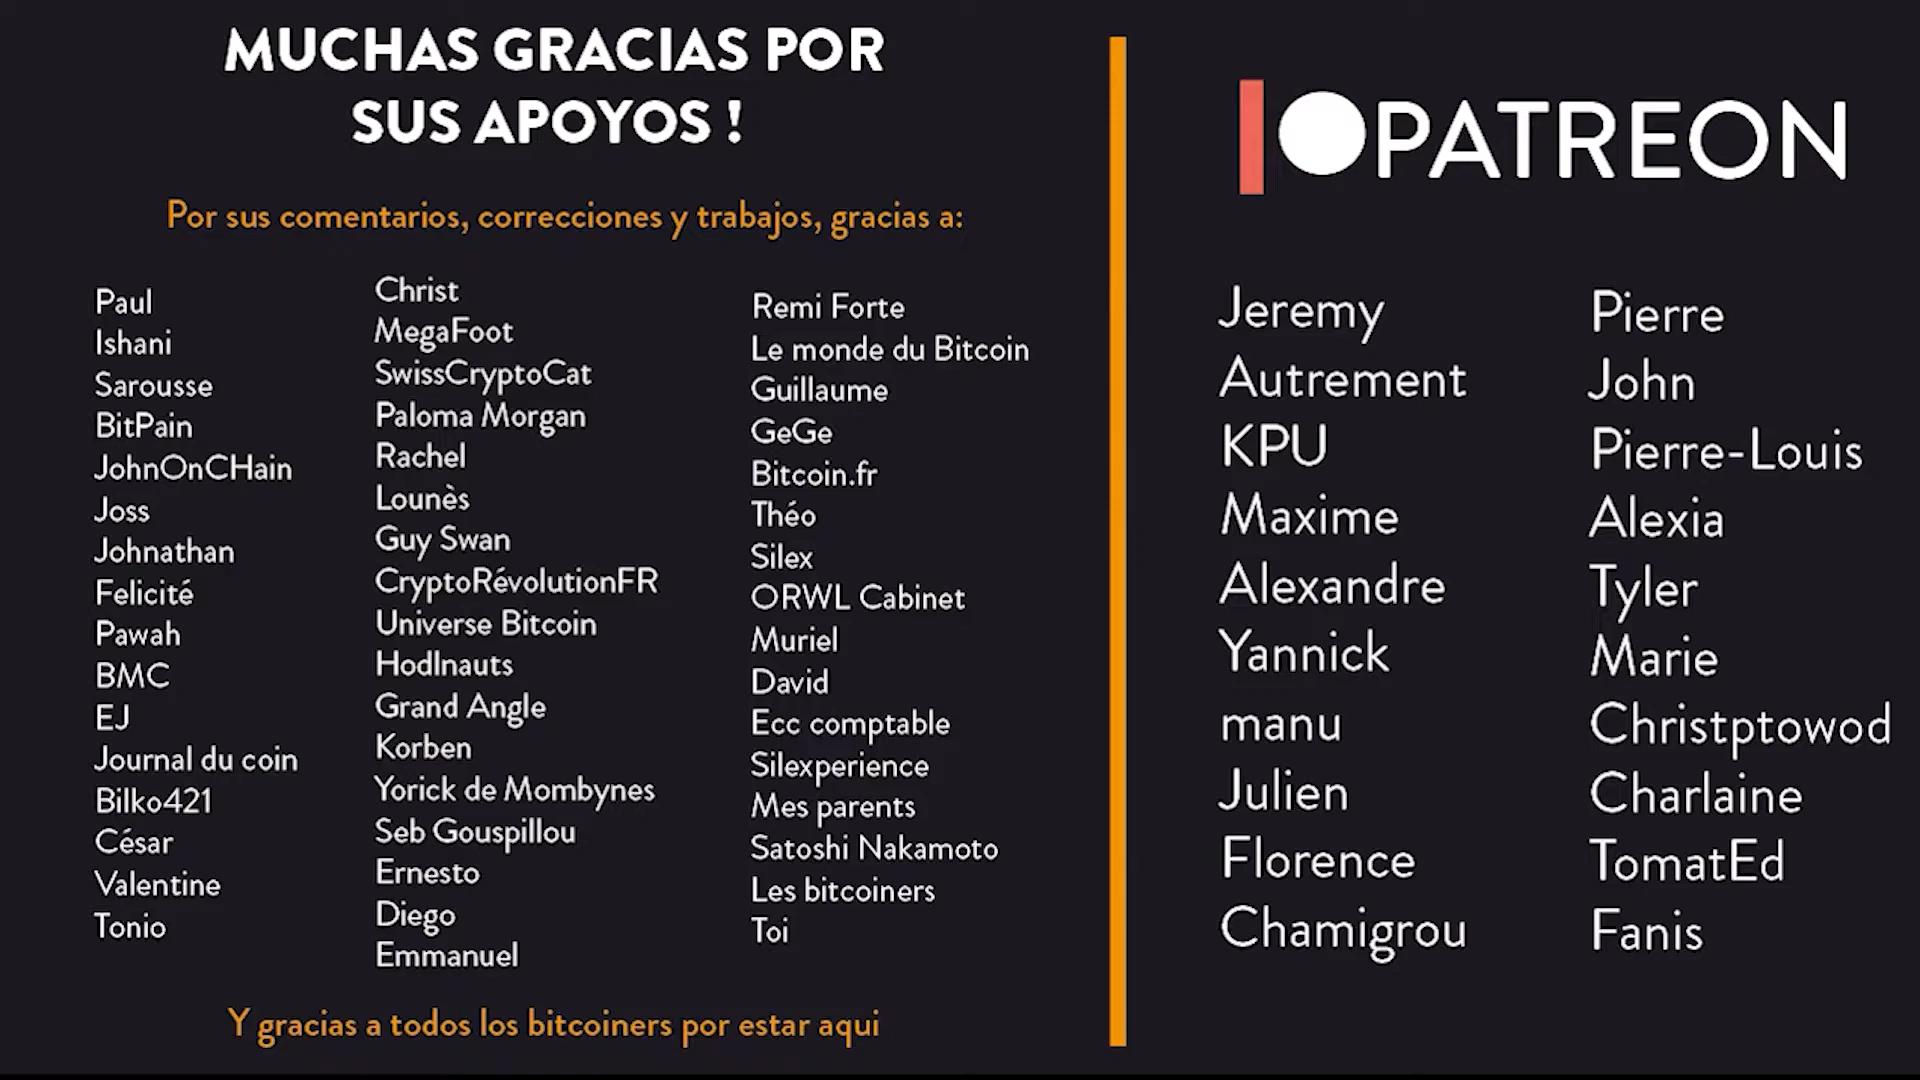 MUCHAS GRACIAS POR
SUS APOYOS !
Por sus comentarios, correcciones y trabajos, gracias a:
Paul
Ishani
Sarousse
BitPain
JohnOnCHain
Joss
Johnathan
Felicité
Pawah
BMC
EJ
Journal du coin
Bilko421
César
Valentine
Tonio
Christ
MegaFoot
SwissCryptoCat
Paloma Morgan
Rachel
Lounès
Guy Swan
CryptoRévolutionFR
Universe Bitcoin
Hodlnauts
Grand Angle
Korben
Yorick de Mombynes
Seb Gouspillou
Ernesto
Diego
Emmanuel
Remi Forte
Le monde du Bitcoin
Guillaume
GeGe
Bitcoin.fr
Théo
Silex
ORWL Cabinet
Muriel
David
Ecc comptable
Silexperience
Mes parents
Satoshi Nakamoto
Les bitcoiners
Toi
Y gracias a todos los bitcoiners por estar aqui
PATREON
Jeremy
Autrement
KPU
Maxime
Alexandre
Yannick
manu
Julien
Florence
Chamigrou
Pierre
John
Pierre-Louis
Alexia
Tyler
Marie
Christptowod
Charlaine
TomatEd
Fanis